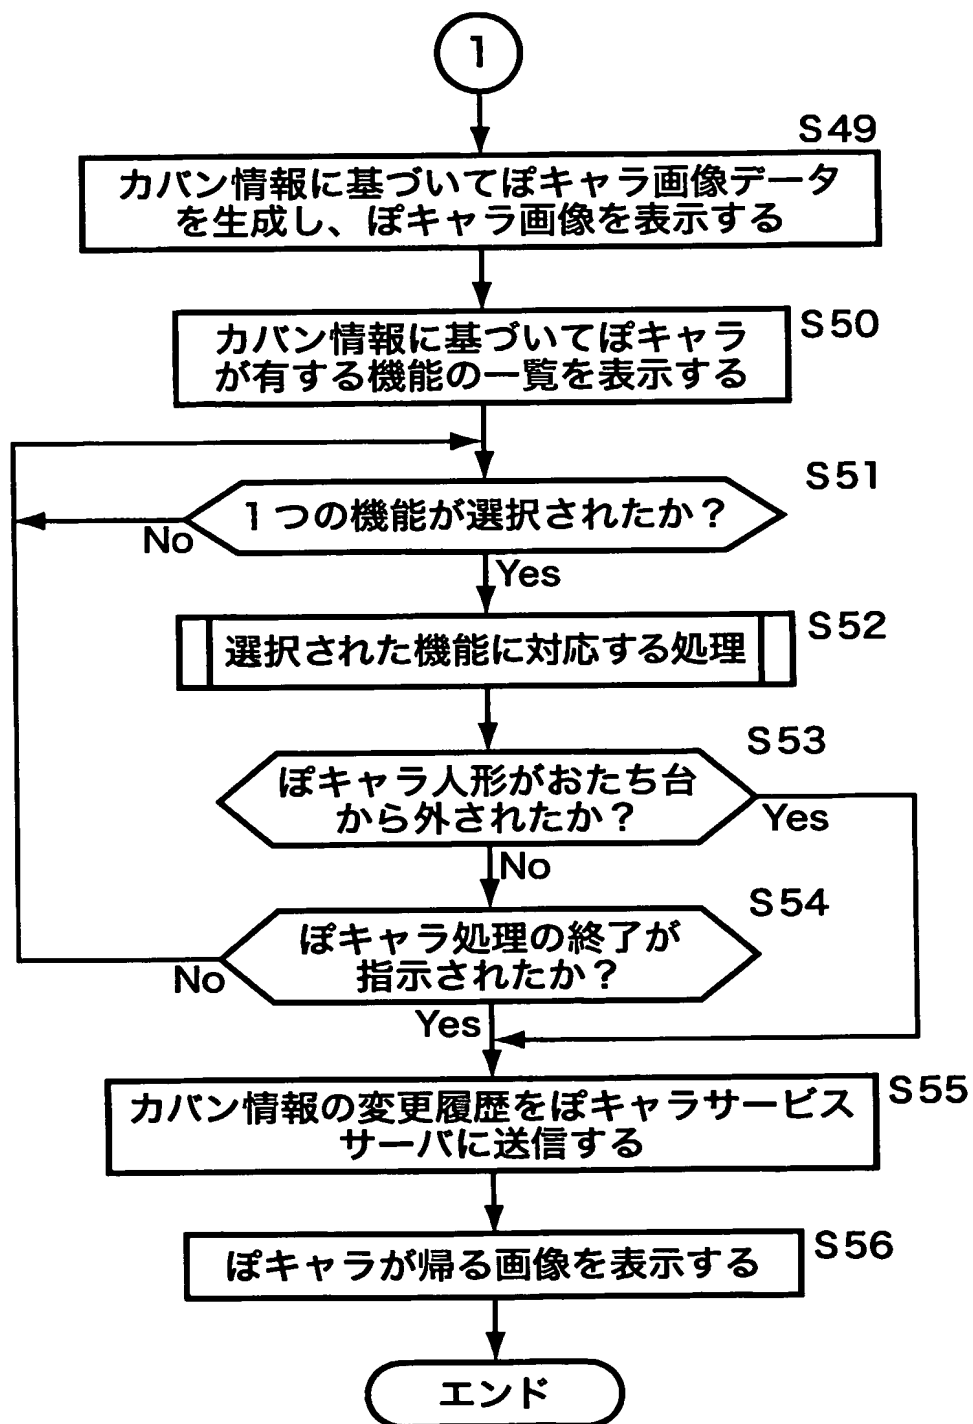 1
S49
カバン情報に基づいてぽキャラ画像データ
を生成し、ぽキャラ画像を表示する
S50
カバン情報に基づいてぽキャラ
が有する機能の一覧を表示する
S51
1つの機能が選択されたか？
No
Yes
S52
選択された機能に対応する処理
S53
ぽキャラ人形がおたち台
から外されたか？
Yes
No
S54
ぽキャラ処理の終了が
指示されたか？
No
Yes
S55
カバン情報の変更履歴をぽキャラサービス
サーバに送信する
S56
ぽキャラが帰る画像を表示する
エンド